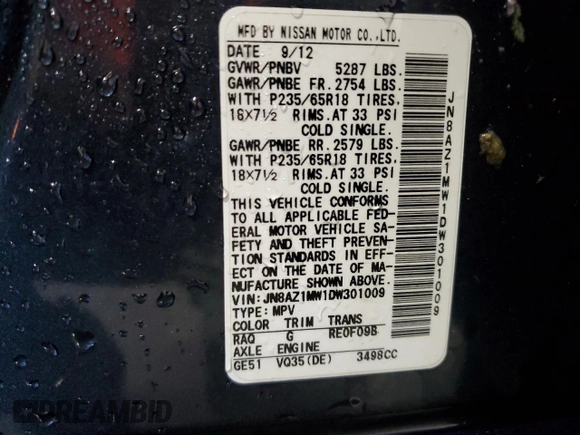 MFD BY NISSAN MOTOR CO.,LTD.
DATE 9/12
GVWR/PNBV 5287 LBS.
GAWR/PNBE FR. 2754 LBS.
WITH P235/65R18 TIRES.
18X7½ RIMS. AT 33 PSI
COLD SINGLE.
GAWR/PNBE RR. 2579 LBS.
WITH P235/65R18 TIRES.
18X7½ RIMS. AT 33 PSI
COLD SINGLE.
THIS VEHICLE CONFORMS
TO ALL APPLICABLE FED-
ERAL MOTOR VEHICLE SA-
FETY AND THEFT PREVEN-
TION STANDARDS IN EFF-
ECT ON THE DATE OF MA-
NUFACTURE SHOWN ABOVE.
VIN: JN8AZ1MW1DW301009
TYPE: MPV
COLOR TRIM TRANS
RAQ G RE0F09B
AXLE ENGINE
GE51 VQ35(DE) 3498CC
JN8AZ1MW1DW301009
DREAMBID